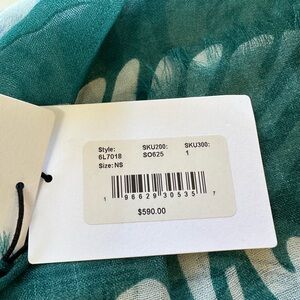 Style: SKU200: SKU300:
6L7018 SO625 1
Size: NS
1 96629 30535 7
$590.00